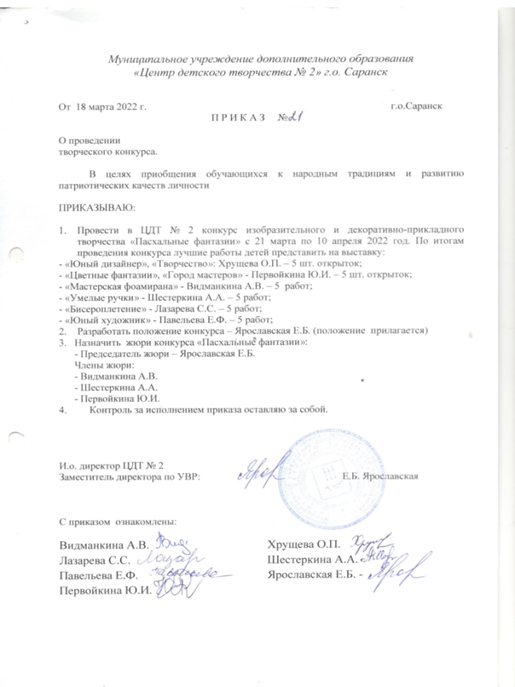 Муниципальное учреждение дополнительного образования
«Центр детского творчества № 2» г.о. Саранск
От 18 марта 2022 г. г.о.Саранск
П Р И К А З №21
О проведении
творческого конкурса.
В целях приобщения обучающихся к народным традициям и развитию
патриотических качеств личности
ПРИКАЗЫВАЮ:
1. Провести в ЦДТ № 2 конкурс изобразительного и декоративно-прикладного
творчества «Пасхальные фантазии» с 21 марта по 10 апреля 2022 год. По итогам
проведения конкурса лучшие работы детей представить на выставку:
- «Юный дизайнер», «Творчество»: Хрущева О.П. – 5 шт. открыток;
- «Цветные фантазии», «Город мастеров» - Первойкина Ю.И. – 5 шт. открыток;
- «Мастерская фоамирана» - Видманкина А.В. – 5 работ;
- «Умелые ручки» - Шестеркина А.А. – 5 работ;
- «Бисероплетение» - Лазарева С.С. – 5 работ;
- «Юный художник» - Павельева Е.Ф. – 5 работ;
2. Разработать положение конкурса – Ярославская Е.Б. (положение прилагается)
3. Назначить жюри конкурса «Пасхальные фантазии»:
- Председатель жюри – Ярославская Е.Б.
Члены жюри:
- Видманкина А.В.
- Шестеркина А.А.
- Первойкина Ю.И.
4. Контроль за исполнением приказа оставляю за собой.
И.о. директор ЦДТ № 2
Заместитель директора по УВР: Е.Б. Ярославская
С приказом ознакомлены:
Видманкина А.В. Хрущева О.П.
Лазарева С.С. Шестеркина А.А.
Павельева Е.Ф. Ярославская Е.Б. -
Первойкина Ю.И.